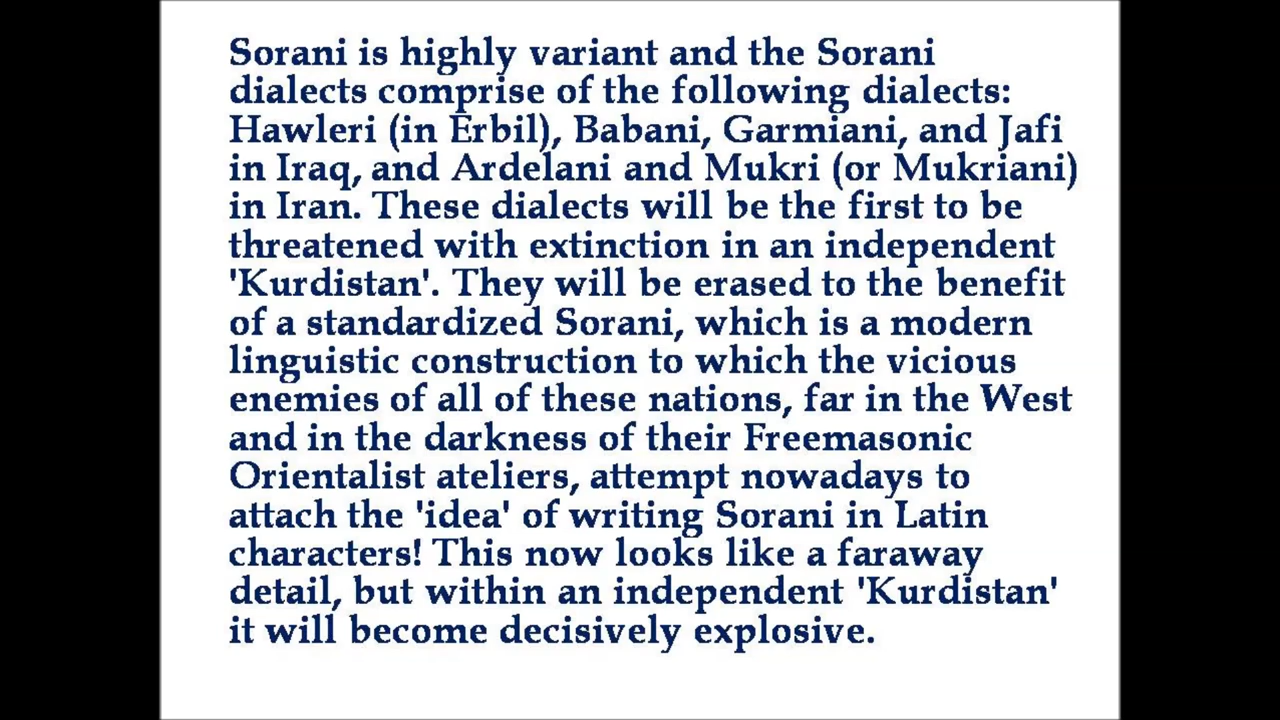 Sorani is highly variant and the Sorani
dialects comprise of the following dialects:
Hawleri (in Erbil), Babani, Garmiani, and Jafi
in Iraq, and Ardelani and Mukri (or Mukriani)
in Iran. These dialects will be the first to be
threatened with extinction in an independent
'Kurdistan'. They will be erased to the benefit
of a standardized Sorani, which is a modern
linguistic construction to which the vicious
enemies of all of these nations, far in the West
and in the darkness of their Freemasonic
Orientalist ateliers, attempt nowadays to
attach the 'idea' of writing Sorani in Latin
characters! This now looks like a faraway
detail, but within an independent 'Kurdistan'
it will become decisively explosive.